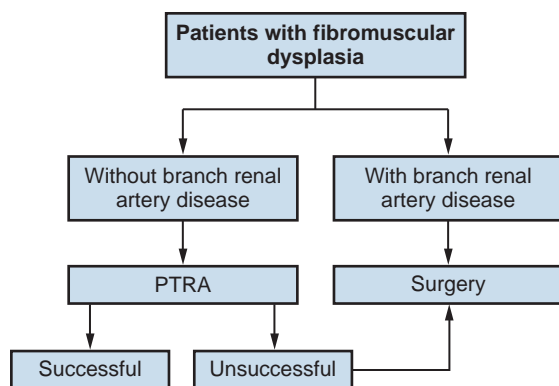 Patients with fibromuscular
dysplasia
Without branch renal
artery disease
With branch renal
artery disease
PTRA
Surgery
Successful
Unsuccessful